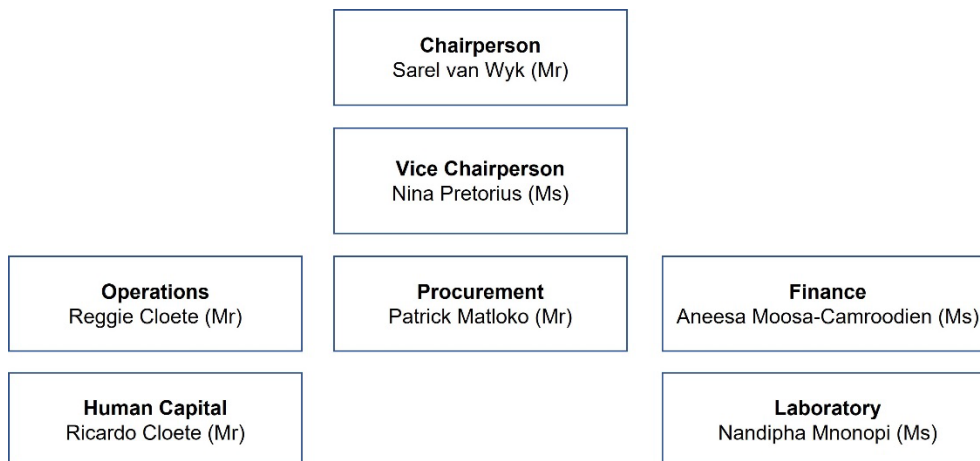 Chairperson
Sarel van Wyk (Mr)
Vice Chairperson
Nina Pretorius (Ms)
Operations
Reggie Cloete (Mr)
Procurement
Patrick Matloko (Mr)
Finance
Aneesa Moosa-Camroodien (Ms)
Human Capital
Ricardo Cloete (Mr)
Laboratory
Nandipha Mnonopi (Ms)